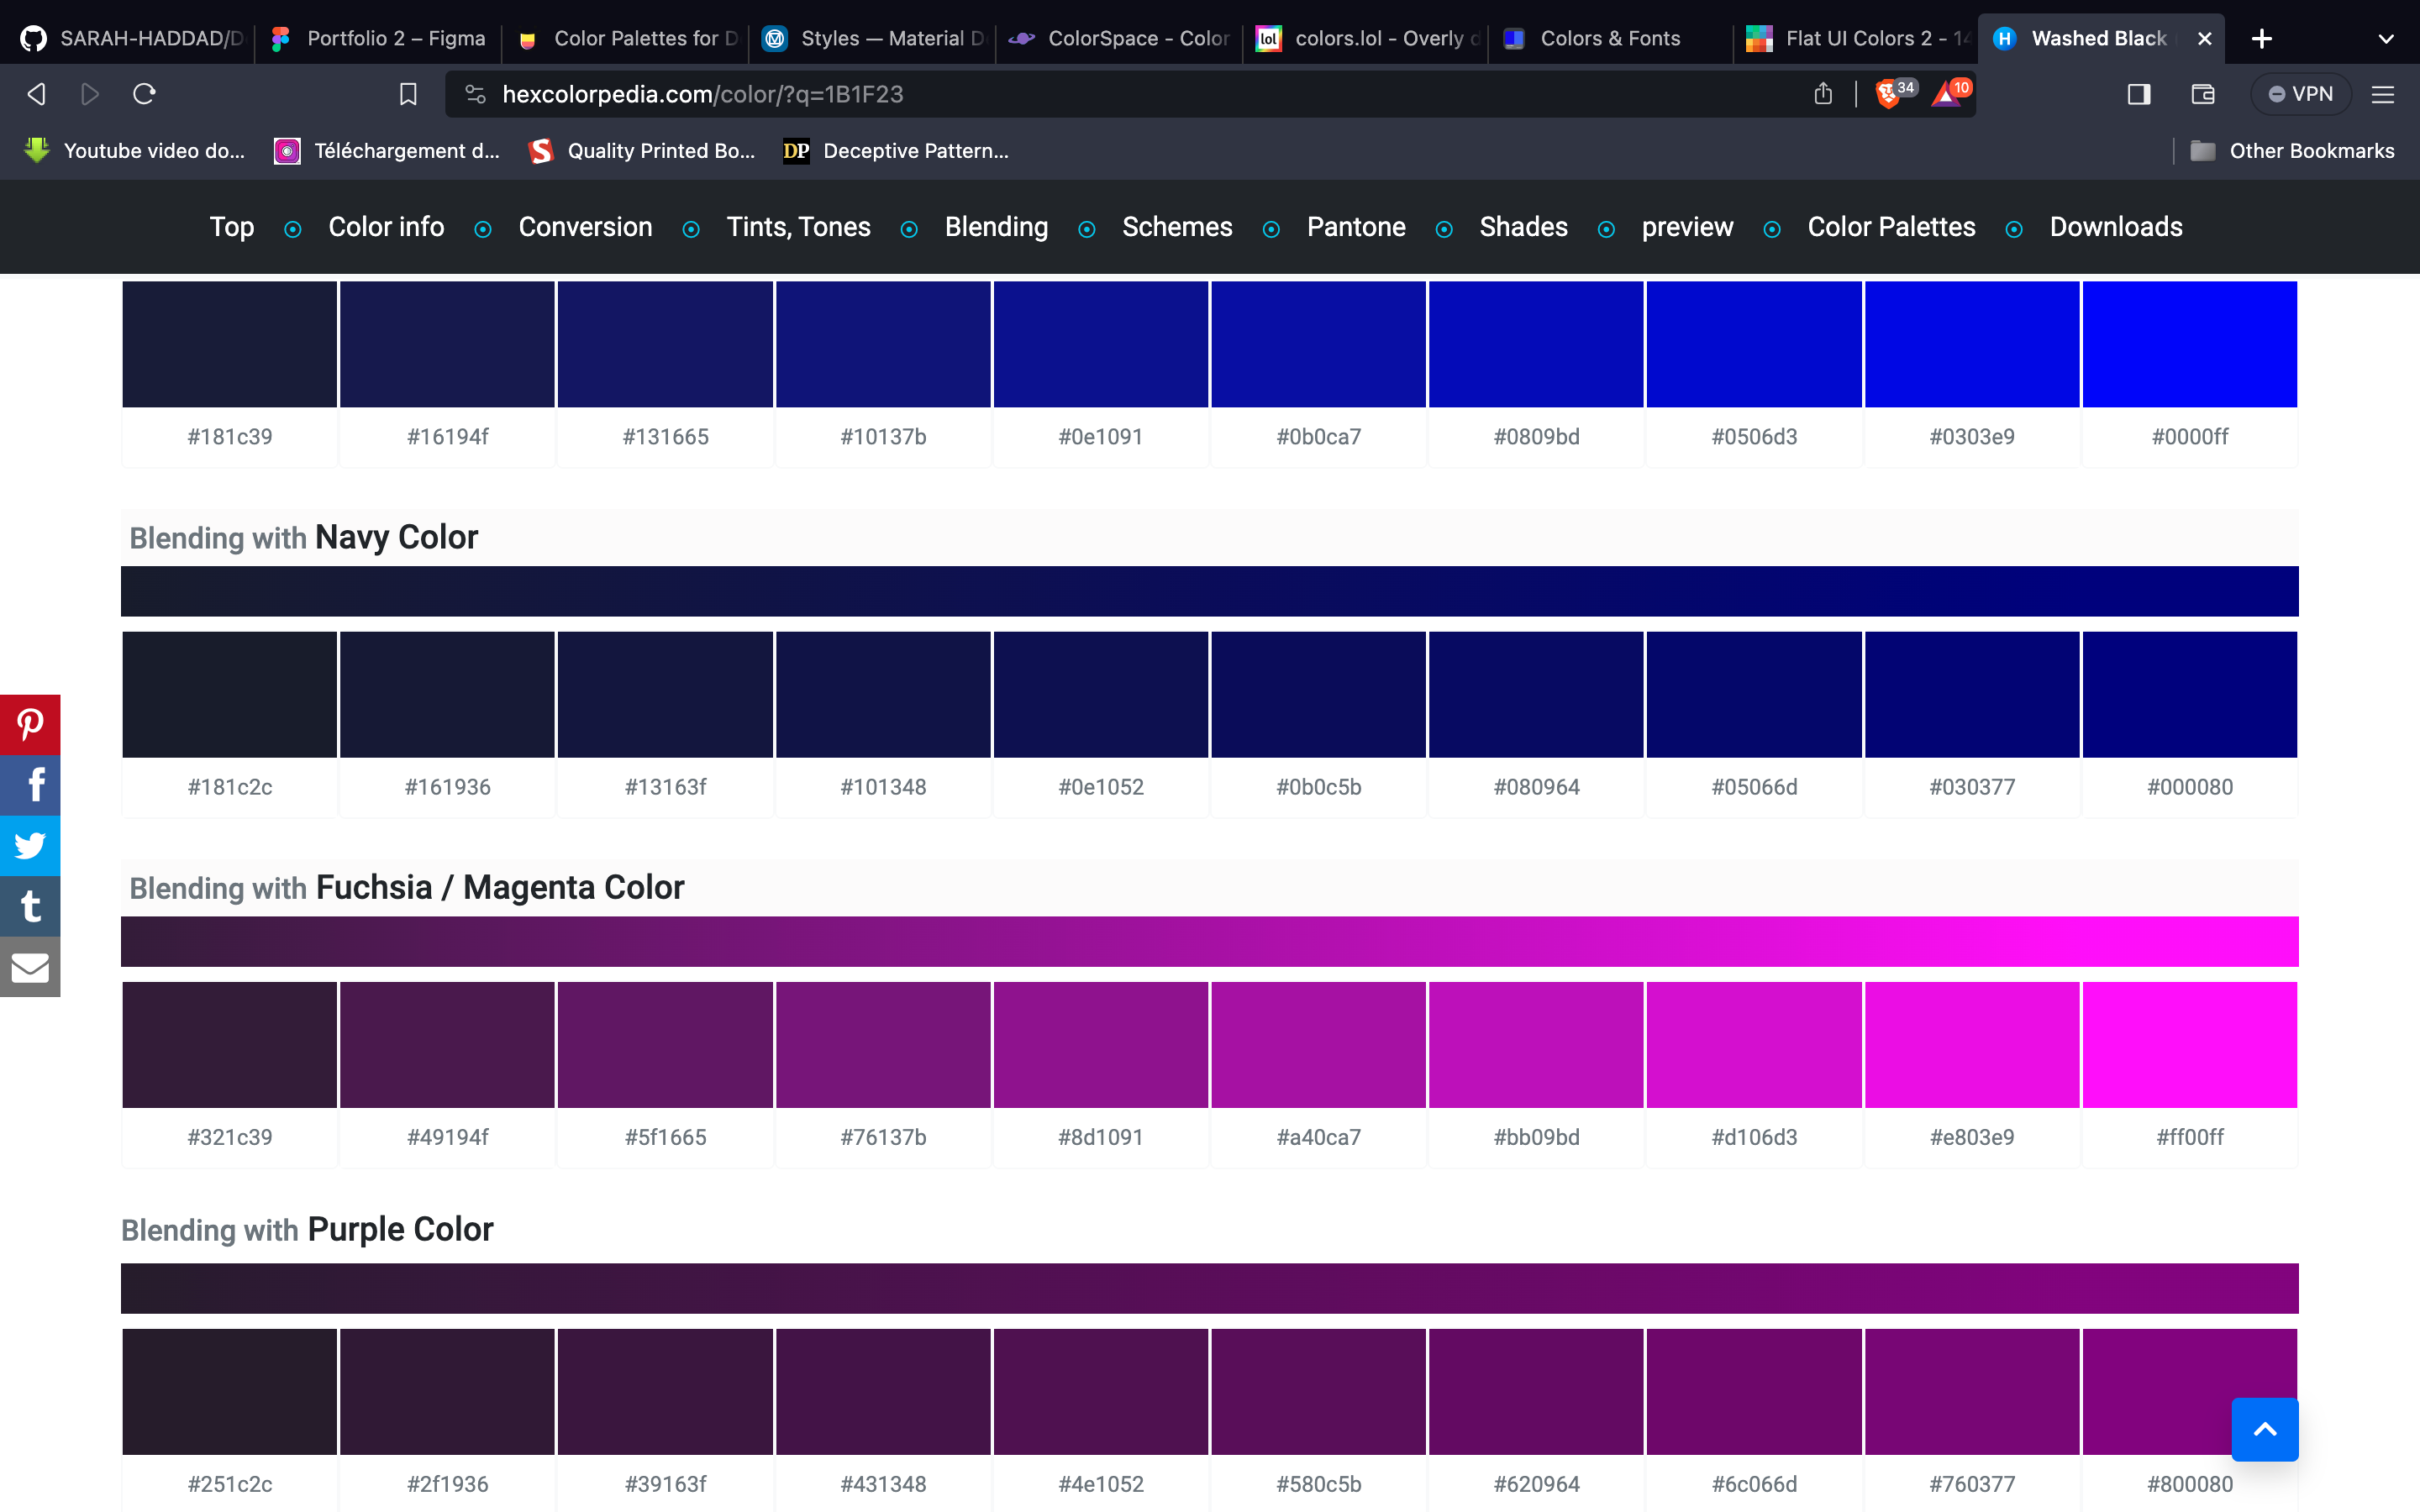 SARAH-HADDAD/D
Portfolio 2 – Figma
Color Palettes for D
Styles — Material D
ColorSpace - Color
lol
colors.lol - Overly d
Colors & Fonts
Flat UI Colors 2 - 14
H
Washed Black
hexcolorpedia.com/color/?q=1B1F23
34
10
VPN
Youtube video do...
Téléchargement d...
Quality Printed Bo...
DP
Deceptive Pattern...
Other Bookmarks
Top Color info Conversion Tints, Tones Blending Schemes Pantone Shades preview Color Palettes Downloads
#181c39 #16194f #131665 #10137b #0e1091 #0b0ca7 #0809bd #0506d3 #0303e9 #0000ff
Blending with Navy Color
#181c2c #161936 #13163f #101348 #0e1052 #0b0c5b #080964 #05066d #030377 #000080
Blending with Fuchsia / Magenta Color
#321c39 #49194f #5f1665 #76137b #8d1091 #a40ca7 #bb09bd #d106d3 #e803e9 #ff00ff
Blending with Purple Color
#251c2c #2f1936 #39163f #431348 #4e1052 #580c5b #620964 #6c066d #760377 #800080